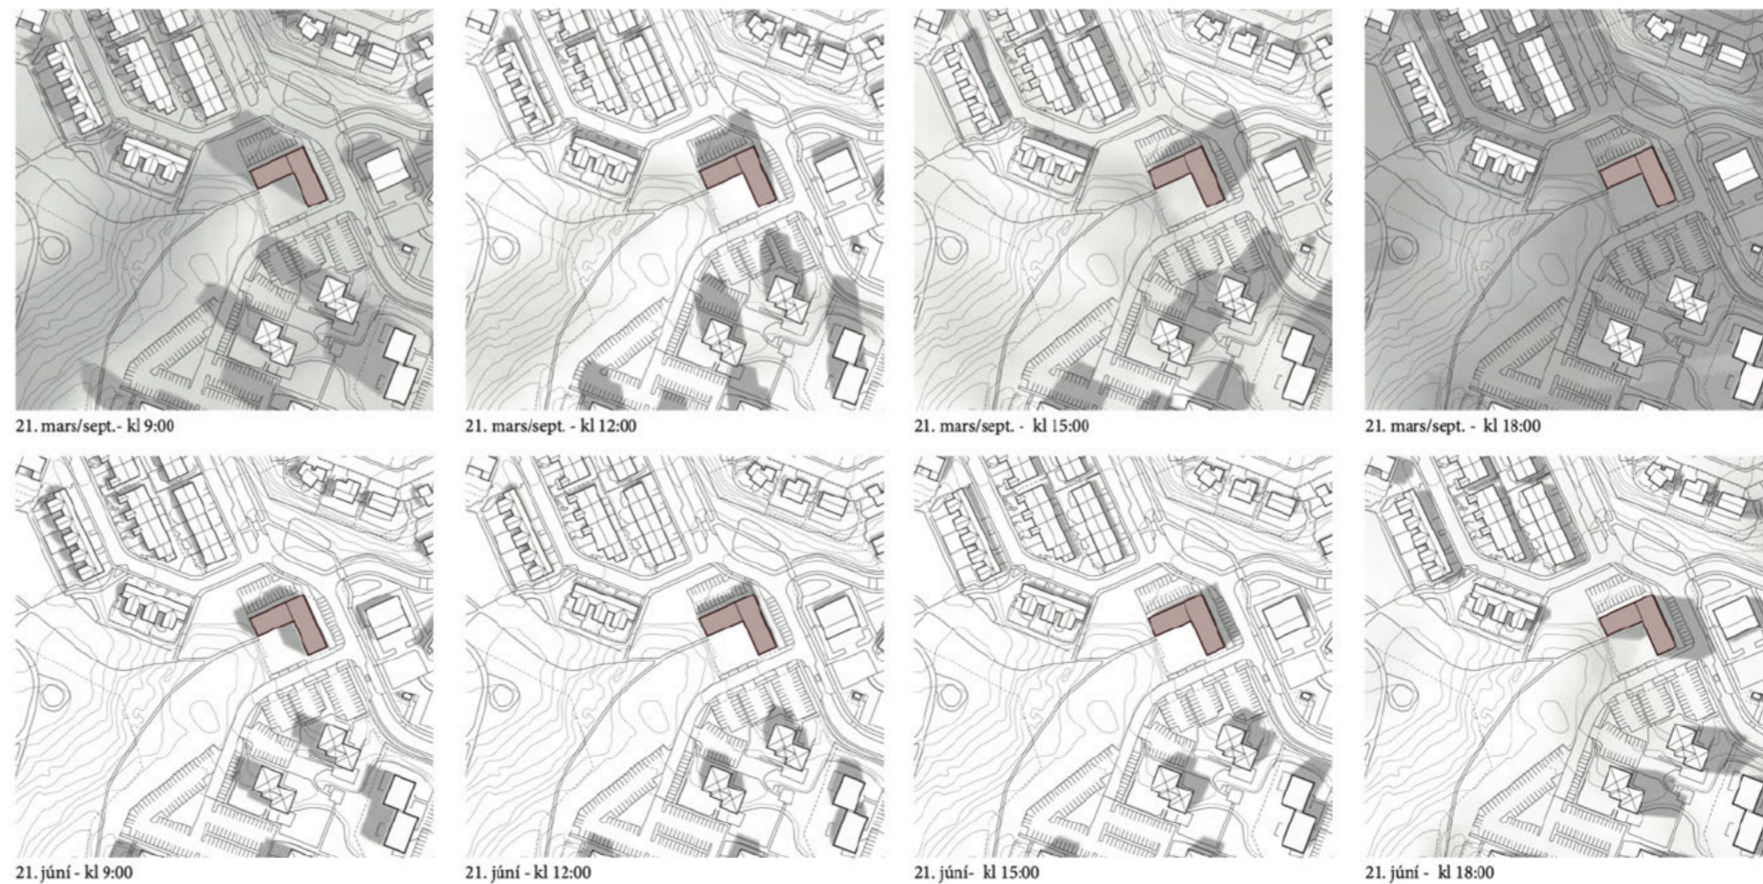 21. mars/sept.- kl 9:00
21. mars/sept. - kl 12:00
21. mars/sept. - kl 15:00
21. mars/sept. - kl 18:00
21. júní - kl 9:00
21. júní - kl 12:00
21. júní- kl 15:00
21. júní - kl 18:00